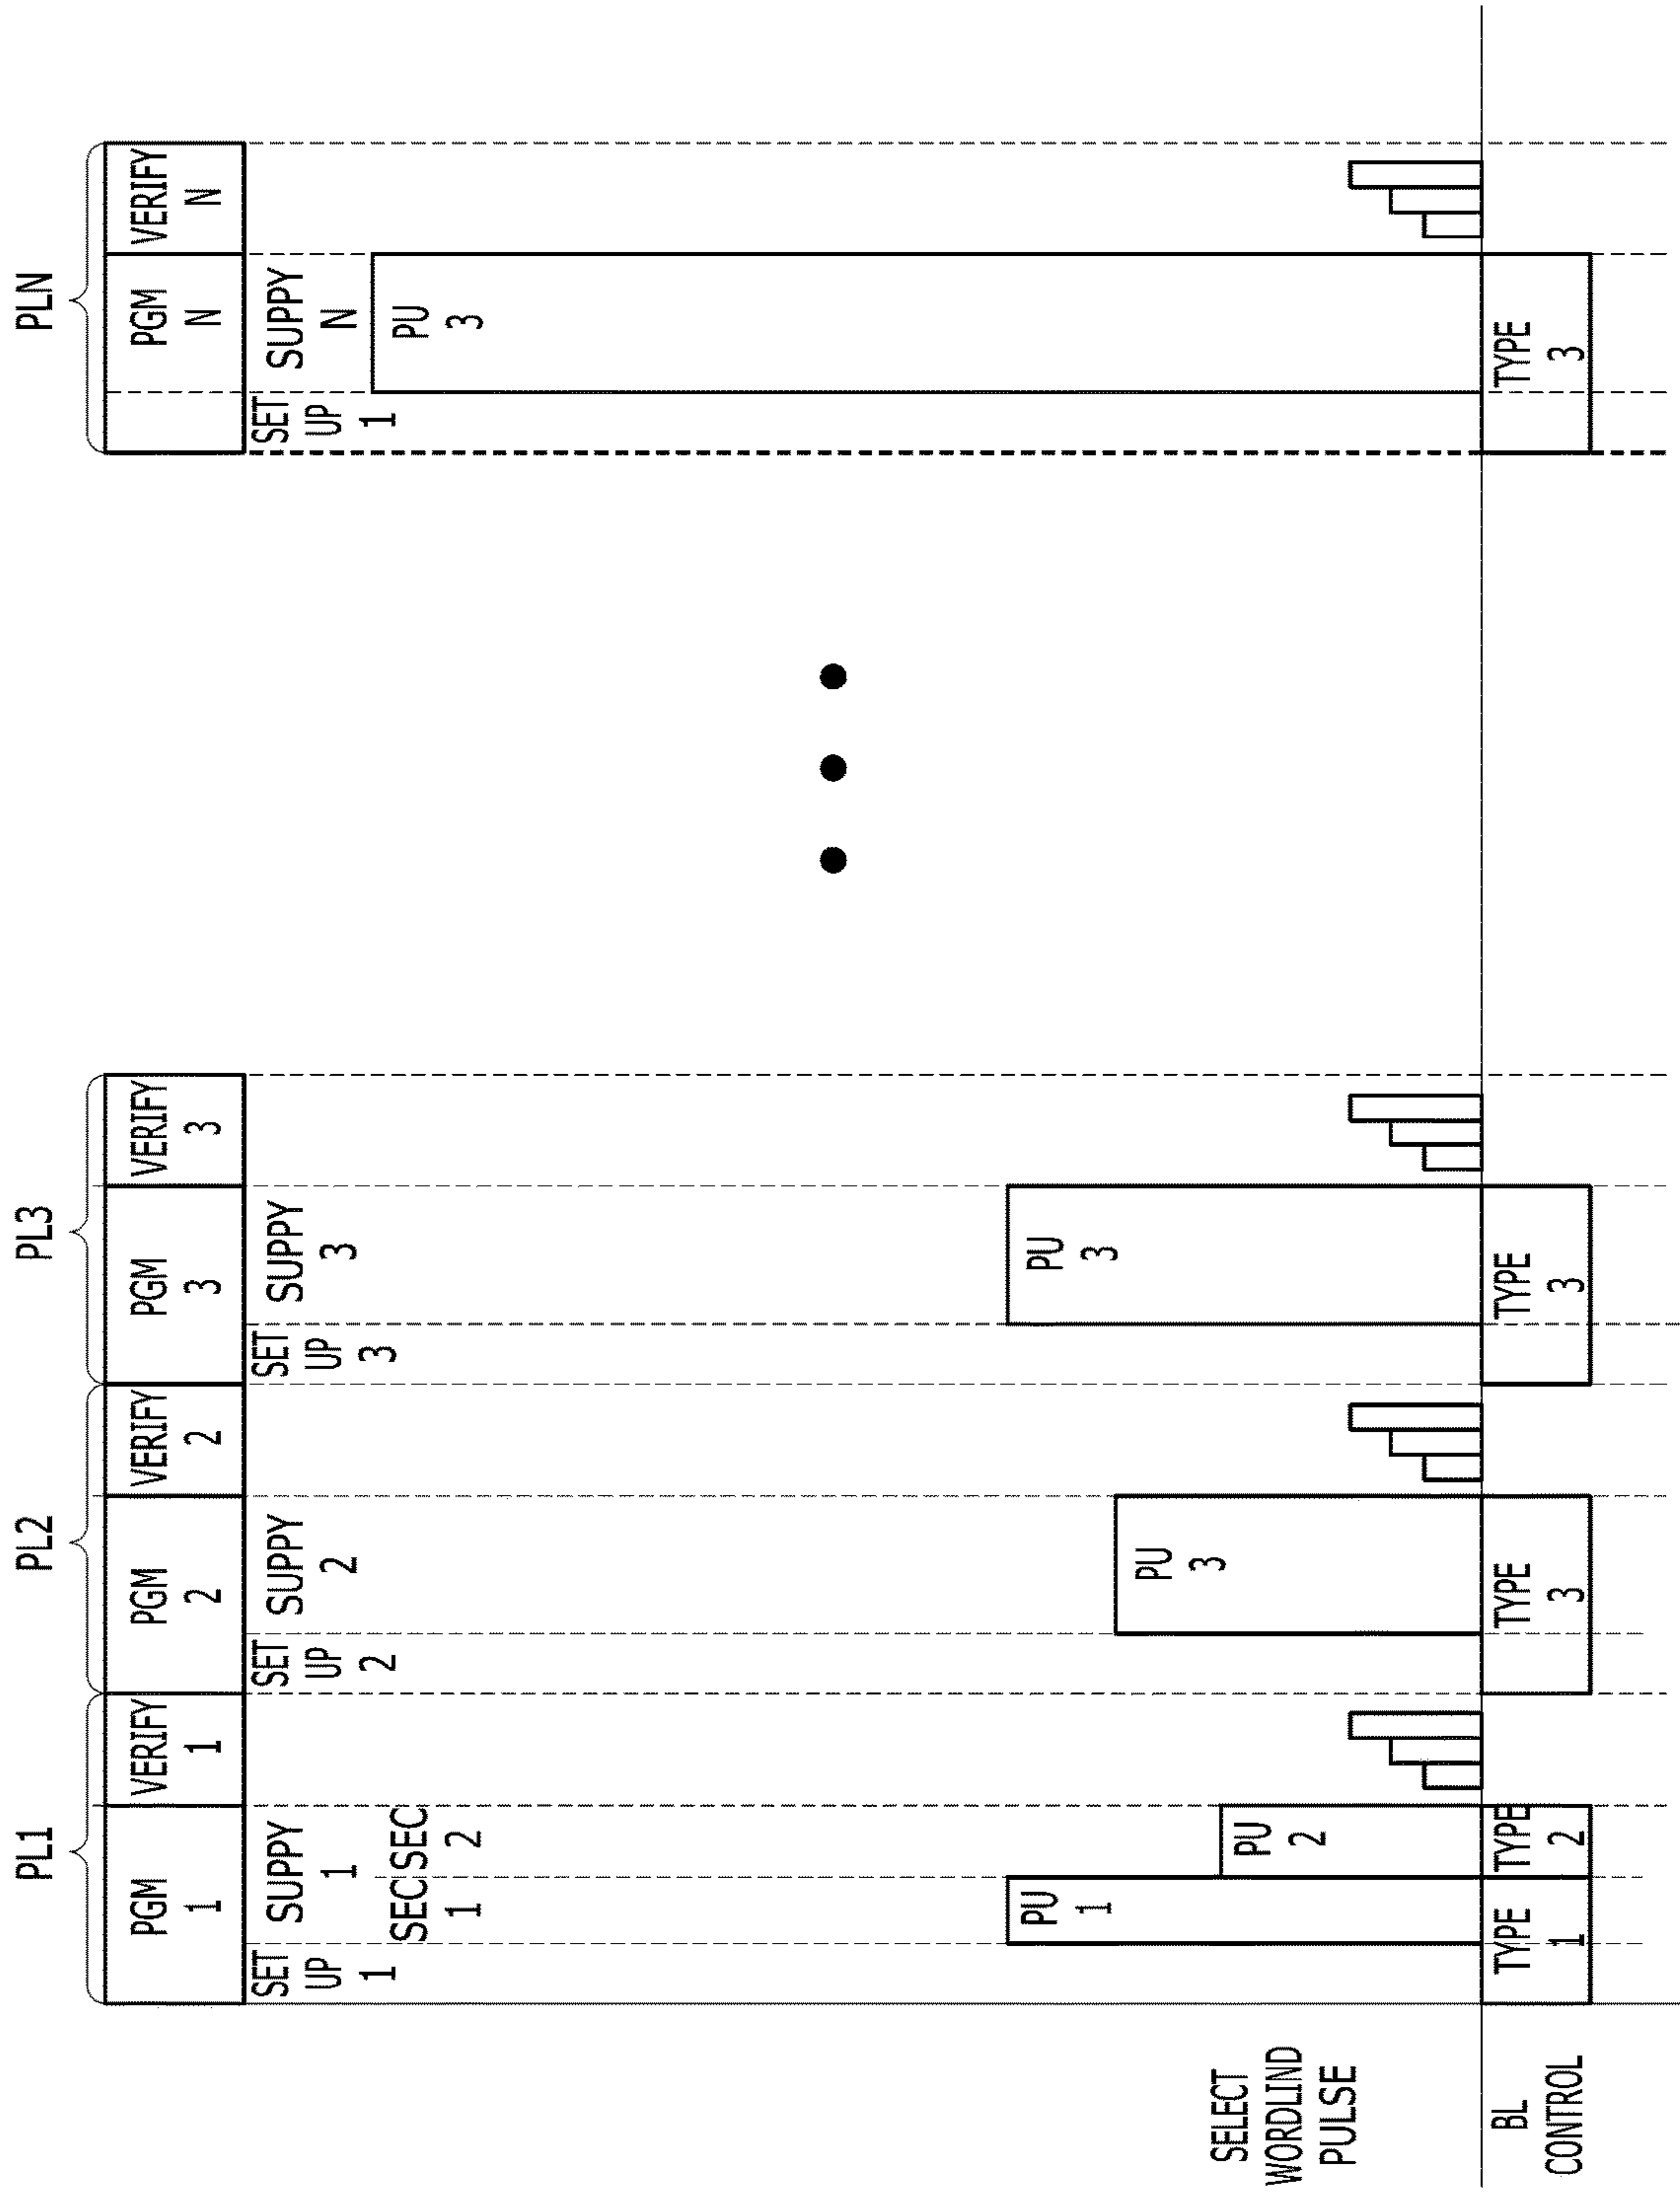 PL1
PL2
PL3
PLN
PGM
1
VERIFY
1
PGM
2
VERIFY
2
PGM
3
VERIFY
3
PGM
N
VERIFY
N
SET
UP
1
SUPPY
1
SEC
1
SEC
2
SET
UP
2
SUPPY
2
SET
UP
3
SUPPY
3
SET
UP
1
SUPPY
N
SELECT
WORDLIND
PULSE
PU
1
PU
2
PU
3
PU
3
PU
3
BL
CONTROL
TYPE
1
TYPE
2
TYPE
3
TYPE
3
TYPE
3